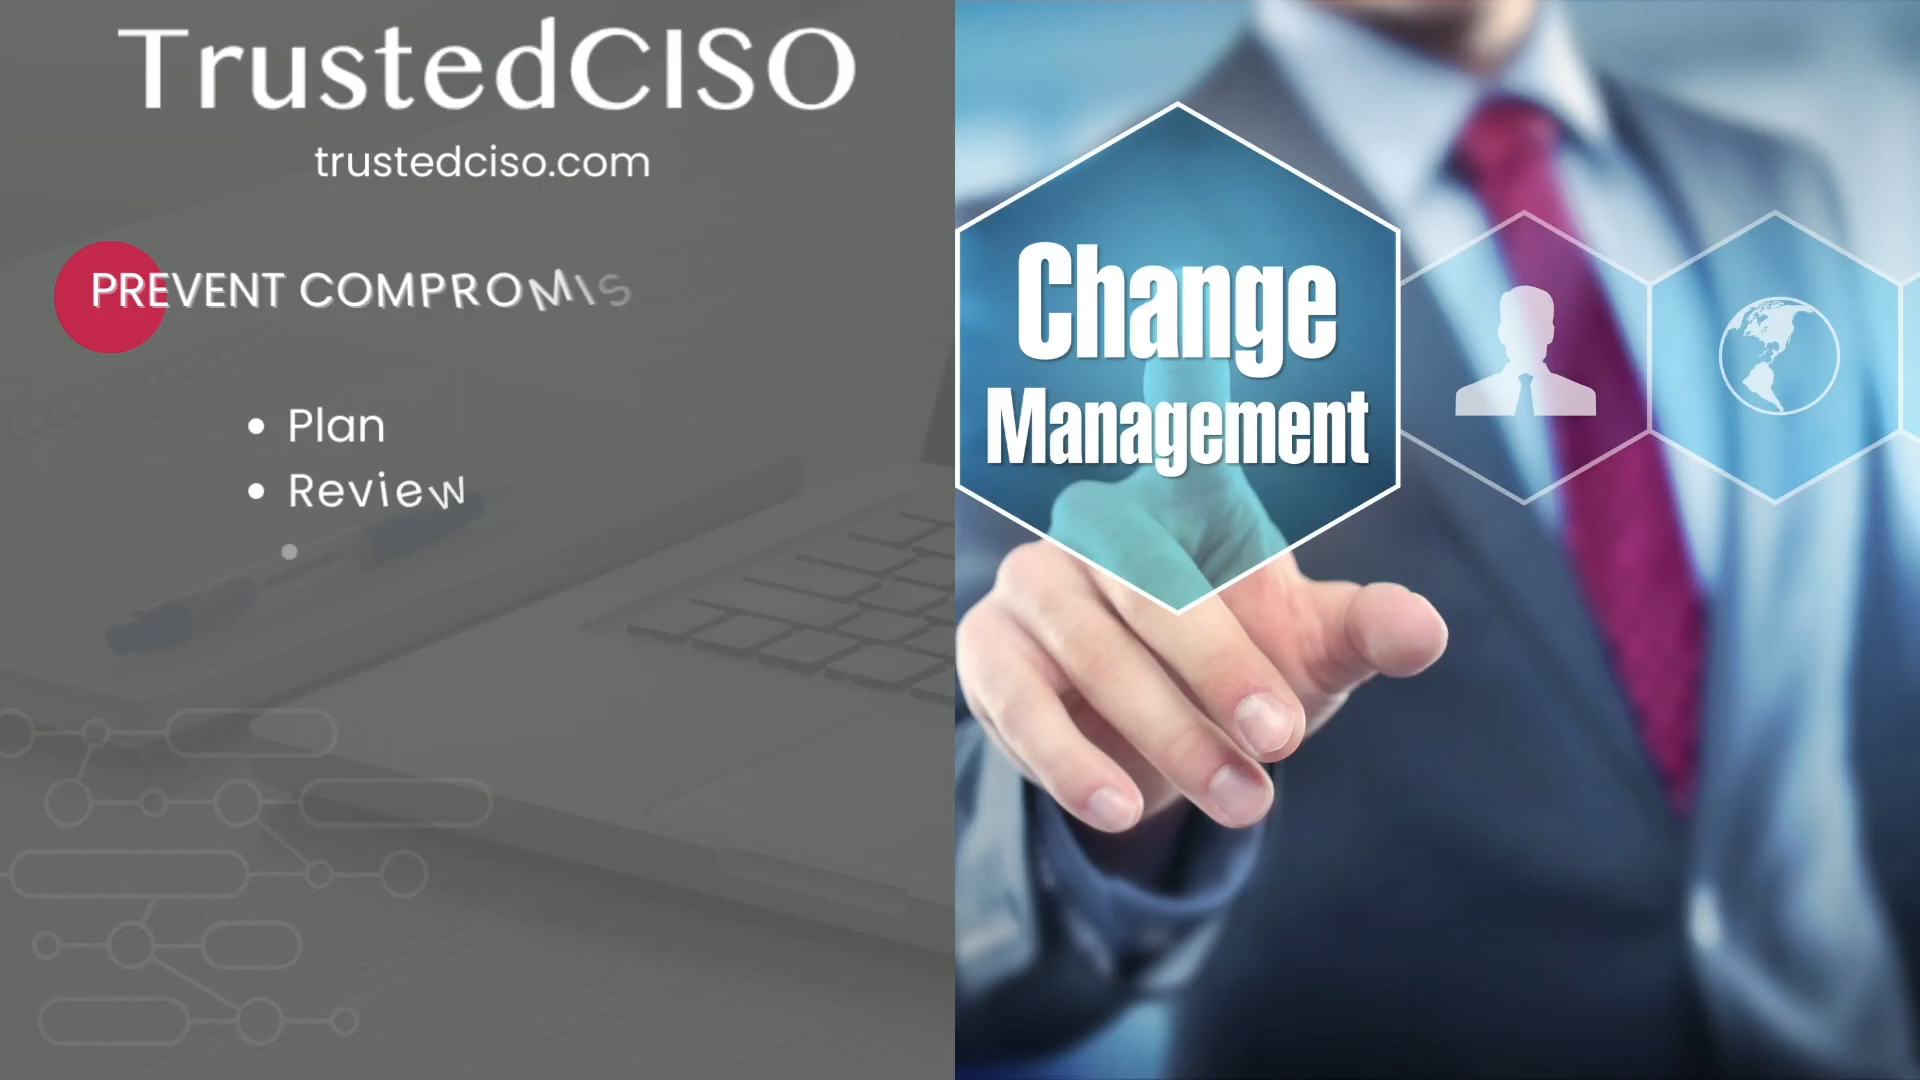 TrustedCISO
trustedciso.com
PREVENT COMPROMIS
Plan
Review
Change
Management